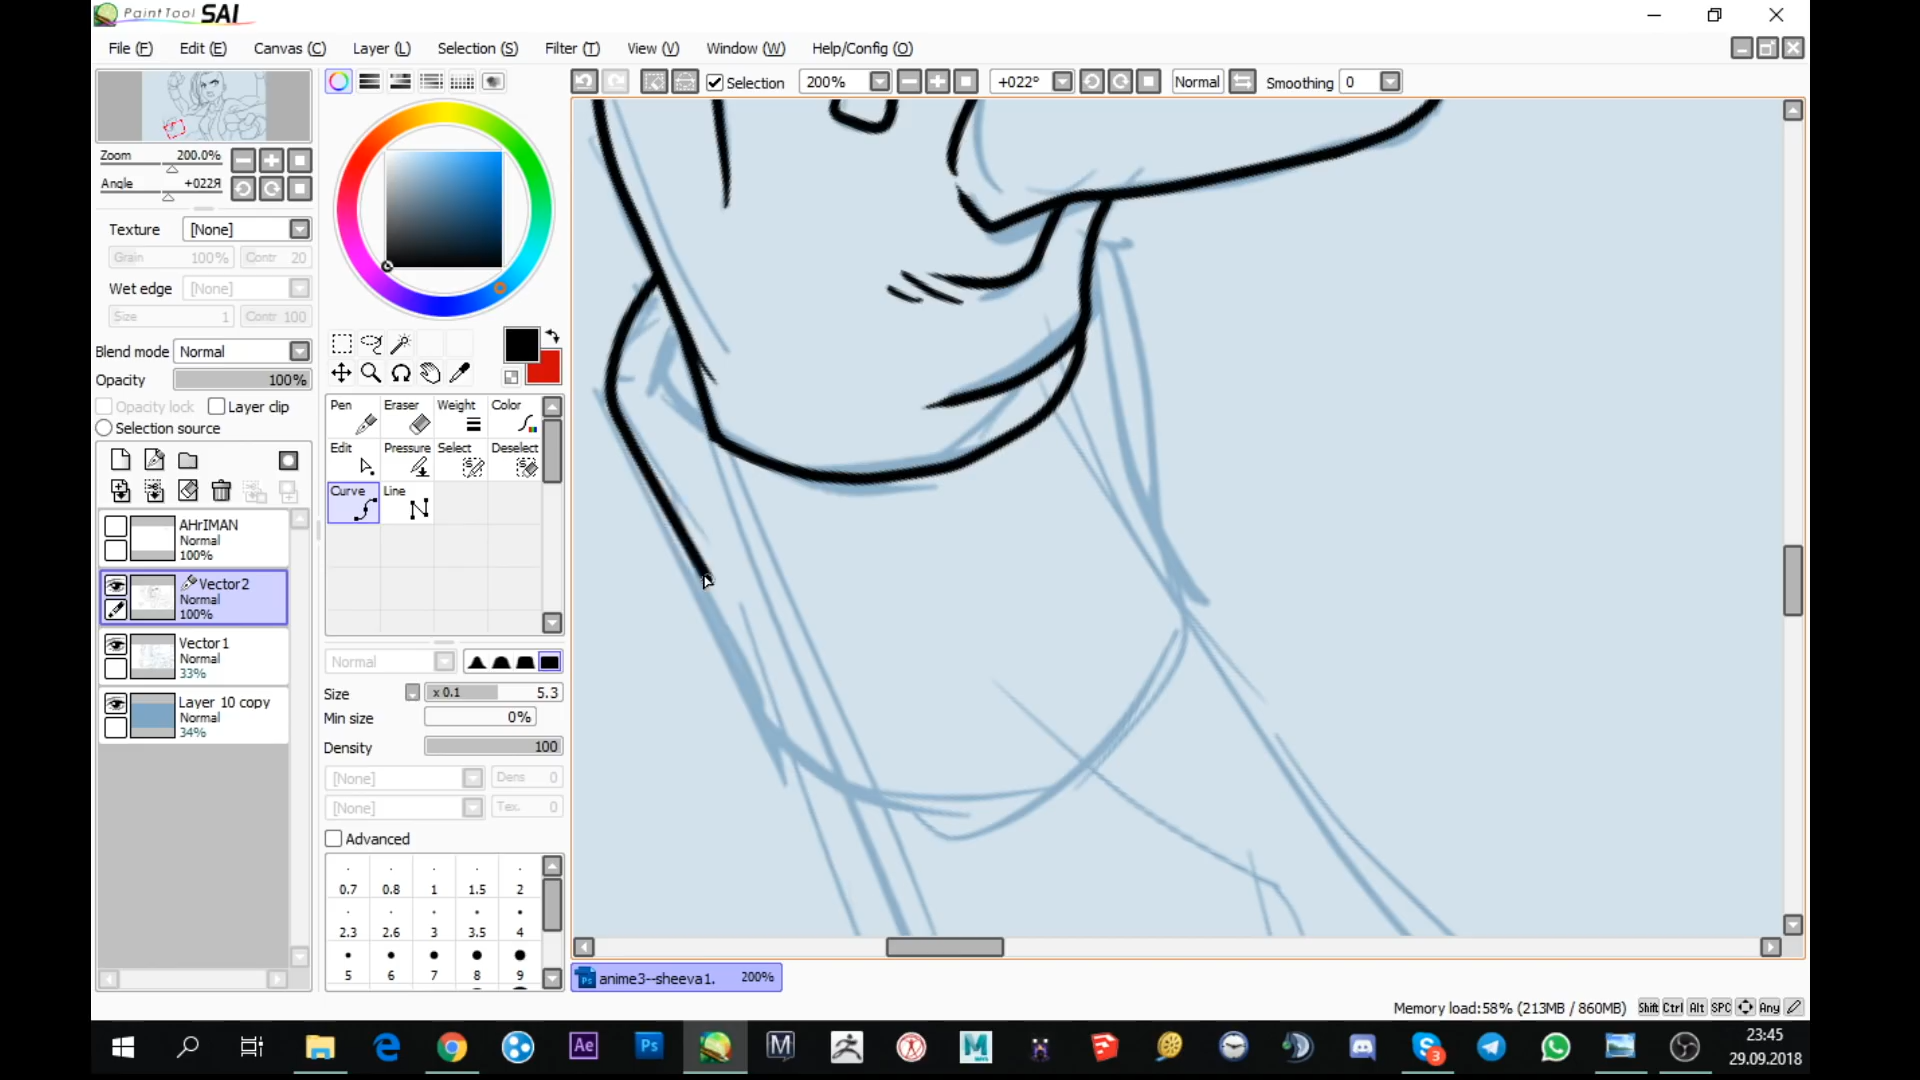 PaintTool SAI
File (F) Edit (E) Canvas (C) Layer (L) Selection (S) Filter (T) View (V) Window (W) Help/Config (O)
Selection 200% +022° Normal Smoothing 0
Zoom 200.0%
Angle +022Я
Texture [None]
Grain 100% Contr 20
Wet edge [None]
Size 1 Contr 100
Blend mode Normal
Opacity 100%
Opacity lock Layer clip
Selection source
AHrIMAN
Normal
100%
Vector2
Normal
100%
Vector1
Normal
33%
Layer 10 copy
Normal
34%
Pen Eraser Weight Color
Edit Pressure Select Deselect
Curve Line
Normal
Size x 0.1 5.3
Min size 0%
Density 100
[None] Dens 0
[None] Tex. 0
Advanced
0.7 0.8 1 1.5 2
2.3 2.6 3 3.5 4
5 6 7 8 9
Ps anime3--sheeva1. 200%
Memory load:58% (213MB / 860MB) Shift Ctrl Alt SPC Any
Ae Ps M M 3
23:45
29.09.2018